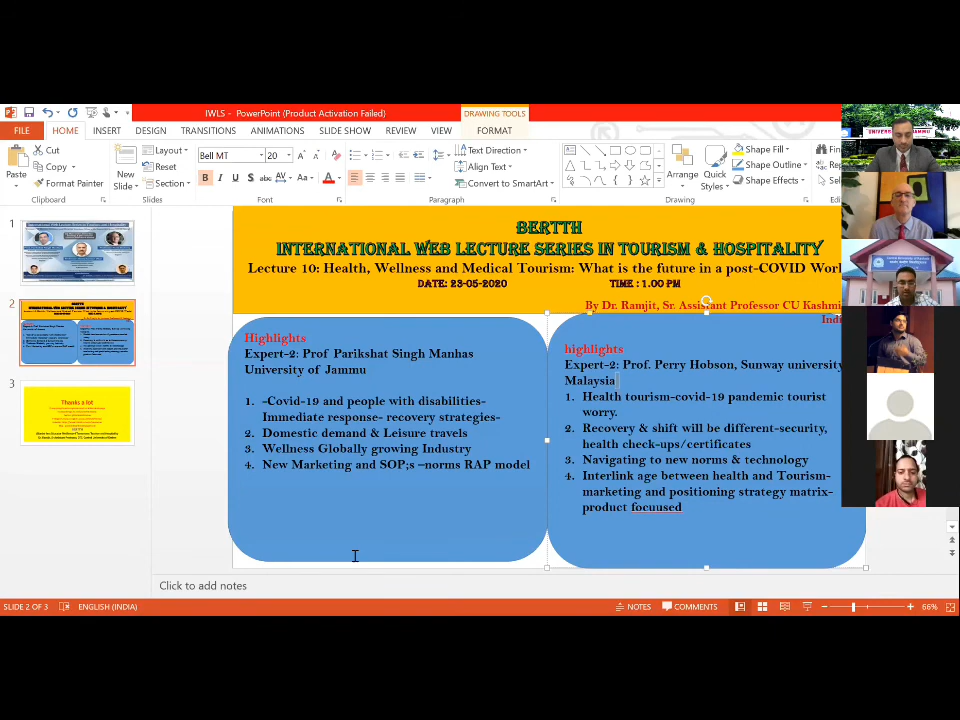 IWLS - PowerPoint (Product Activation Failed)
DRAWING TOOLS
FILE HOME INSERT DESIGN TRANSITIONS ANIMATIONS SLIDE SHOW REVIEW VIEW FORMAT
Paste
Cut
Copy
Format Painter
Clipboard
New
Slide
Layout
Reset
Section
Slides
Bell MT 20
Font
Text Direction
Align Text
Convert to SmartArt
Paragraph
Arrange
Quick
Styles
Shape Fill
Shape Outline
Shape Effects
Drawing
1
2
3
Thanks a lot
BERTTH
INTERNATIONAL WEB LECTURE SERIES IN TOURISM & HOSPITALITY
Lecture 10: Health, Wellness and Medical Tourism: What is the future in a post-COVID Worl
DATE: 23-05-2020 TIME : 1.00 PM
By Dr. Ramjit, Sr. Assistant Professor CU Kashmi
Highlights
Expert-2: Prof Parikshat Singh Manhas
University of Jammu
1. -Covid-19 and people with disabilities-
Immediate response- recovery strategies-
2. Domestic demand & Leisure travels
3. Wellness Globally growing Industry
4. New Marketing and SOP;s –norms RAP model
highlights
Expert-2: Prof. Perry Hobson, Sunway university
Malaysia
1. Health tourism-covid-19 pandemic tourist
worry.
2. Recovery & shift will be different-security,
health check-ups/certificates
3. Navigating to new norms & technology
4. Interlink age between health and Tourism-
marketing and positioning strategy matrix-
product focuused
Click to add notes
SLIDE 2 OF 3 ENGLISH (INDIA) NOTES COMMENTS 66%